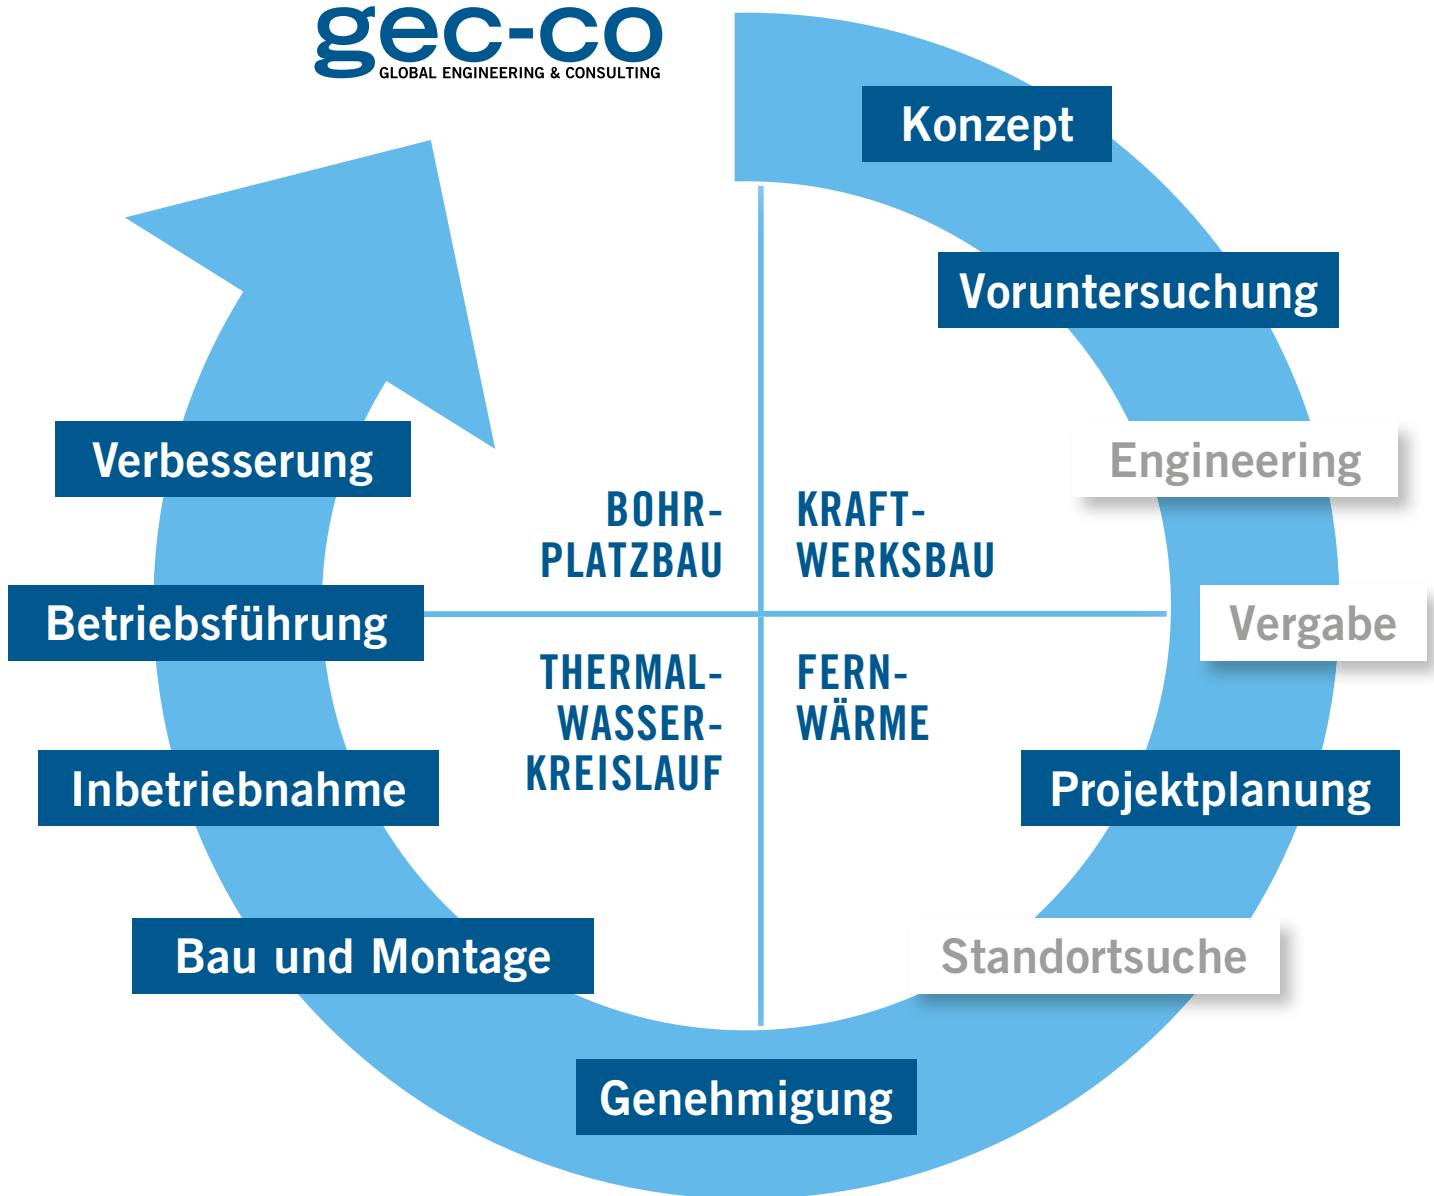 gec-co
GLOBAL ENGINEERING & CONSULTING
Konzept
Voruntersuchung
Engineering
Vergabe
Projektplanung
Standortsuche
Genehmigung
Bau und Montage
Inbetriebnahme
Betriebsführung
Verbesserung
BOHR-
PLATZBAU
KRAFT-
WERKSBAU
THERMAL-
WASSER-
KREISLAUF
FERN-
WÄRME